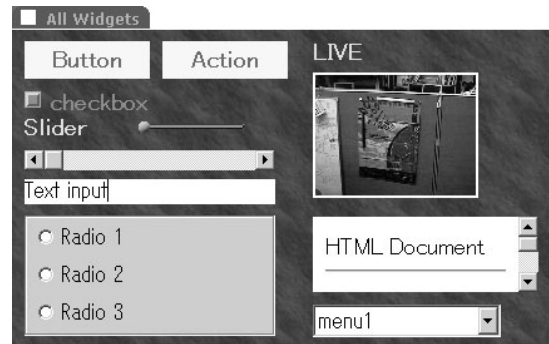 All Widgets
Button
Action
checkbox
Slider
Text input
Radio 1
Radio 2
Radio 3
LIVE
HTML Document
menu1